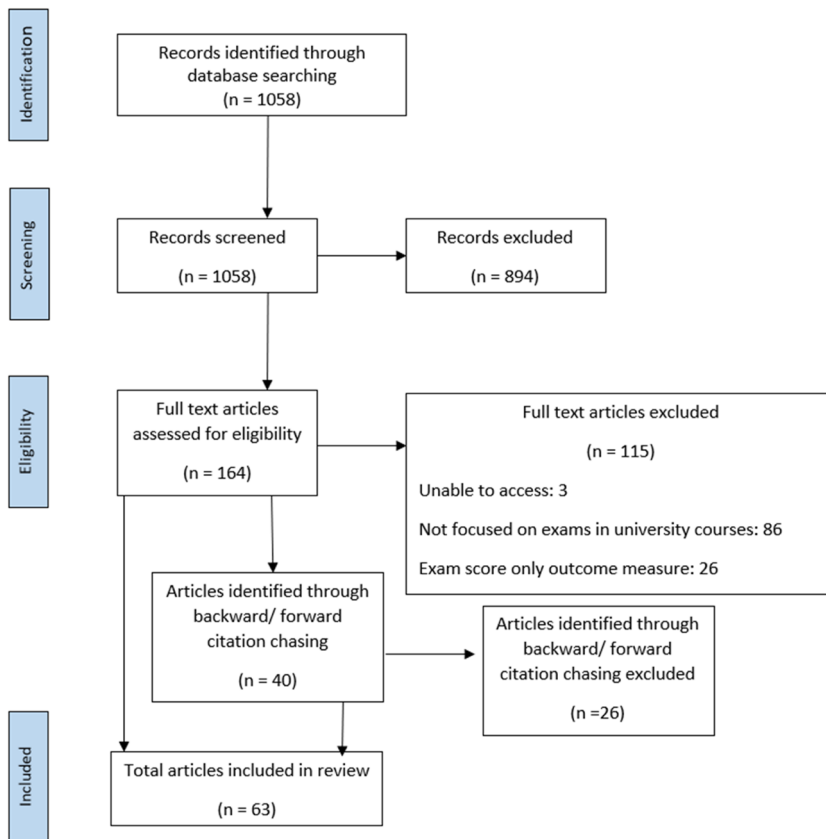 Identification
Records identified through
database searching
(n = 1058)
Screening
Records screened
(n = 1058)
Records excluded
(n = 894)
Eligibility
Full text articles
assessed for eligibility
(n = 164)
Full text articles excluded
(n = 115)
Unable to access: 3
Not focused on exams in university courses: 86
Exam score only outcome measure: 26
Articles identified through
backward/ forward
citation chasing
(n = 40)
Articles identified through
backward/ forward
citation chasing excluded
(n =26)
Included
Total articles included in review
(n = 63)